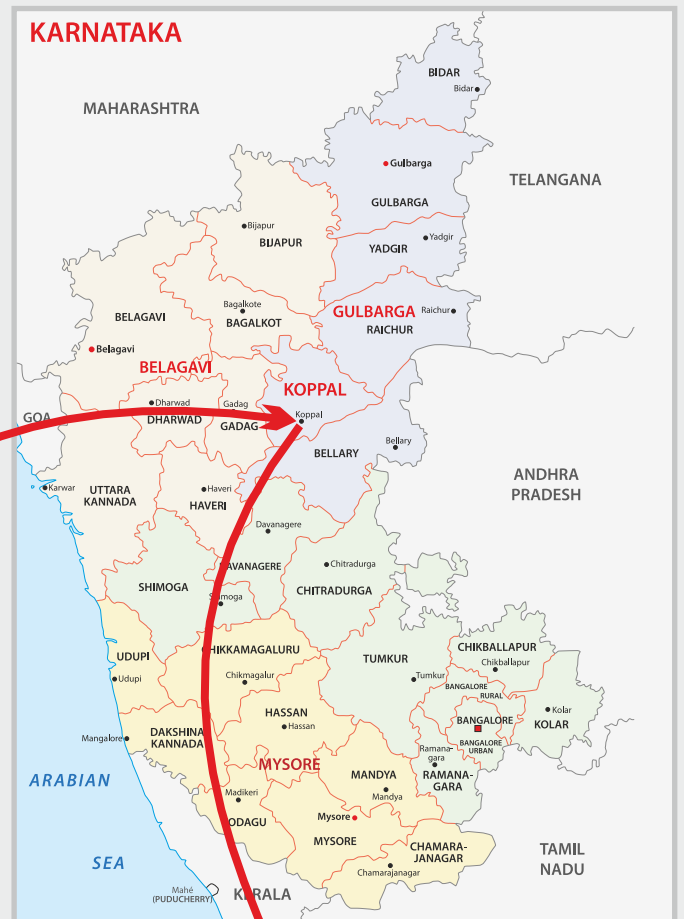 KARNATAKA
BIDAR
Bidar
MAHARASHTRA
Gulbarga
TELANGANA
GULBARGA
Bijapur
BIJAPUR
YADGIR
Yadgir
BELAGAVI
Bagalkote
BAGALKOT
GULBARGA
RAICHUR
Raichur
Belagavi
BELAGAVI
KOPPAL
GOA
Dharwad
DHARWAD
Gadag
GADAG
Koppal
BELLARY
Bellary
Karwar
UTTARA
KANNADA
Haveri
HAVERI
ANDHRA
PRADESH
Davanagere
DAVANAGERE
SHIMOGA
Shimoga
Chitradurga
CHITRADURGA
UDUPI
Udupi
CHIKKAMAGALURU
Chikmagalur
TUMKUR
Tumkur
CHIKBALLAPUR
Chikballapur
BANGALORE
RURAL
BANGALORE
BANGALORE
URBAN
Kolar
KOLAR
HASSAN
Hassan
Mangalore
DAKSHINA
KANNADA
MYSORE
Ramana-
gara
RAMANA-
GARA
MANDYA
Mandya
ARABIAN
SEA
Madikeri
KODAGU
Mysore
MYSORE
CHAMARA-
JANAGAR
Chamarajanagar
TAMIL
NADU
Mahé
(PUDUCHERRY)
KERALA